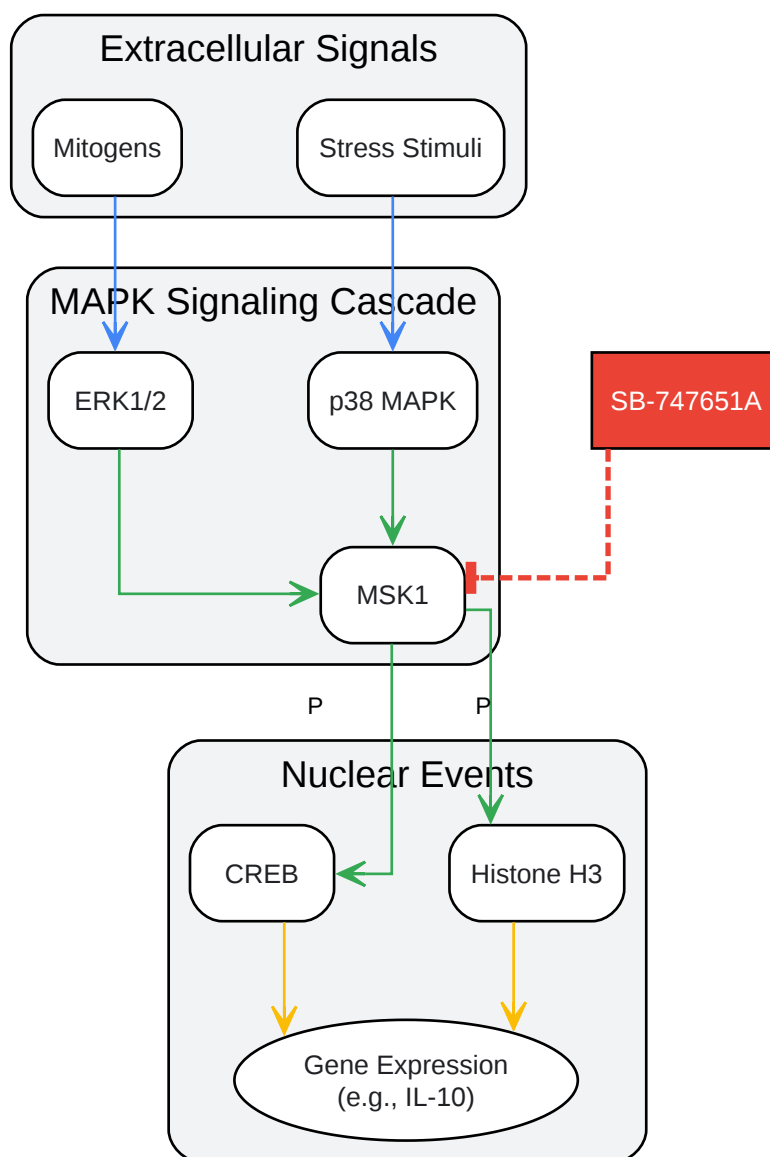 Extracellular Signals
Mitogens
Stress Stimuli
MAPK Signaling Cascade
ERK1/2
p38 MAPK
SB-747651A
MSK1
P
P
Nuclear Events
CREB
Histone H3
Gene Expression
(e.g., IL-10)